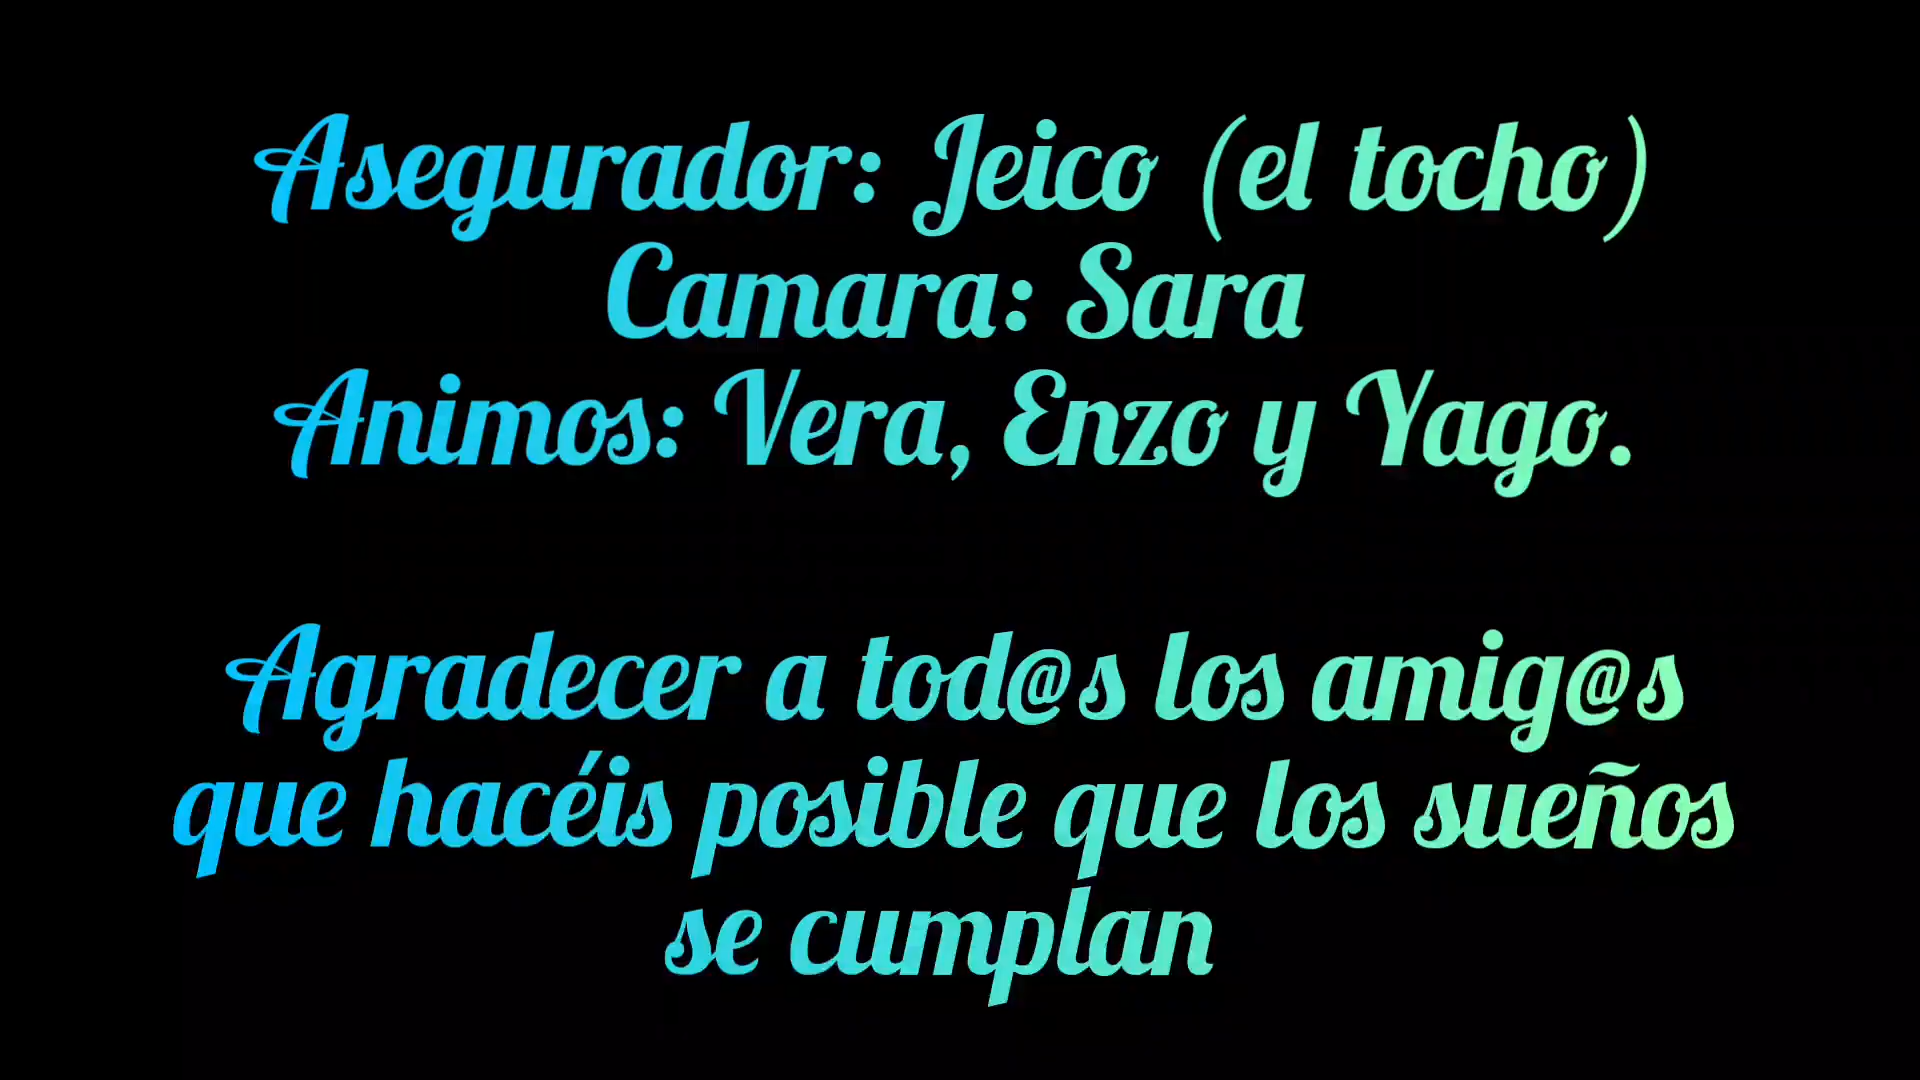 Asegurador: Jeico (el tocho)
Camara: Sara
Animos: Vera, Enzo y Yago.
Agradecer a tod@s los amig@s
que hacéis posible que los sueños
se cumplan